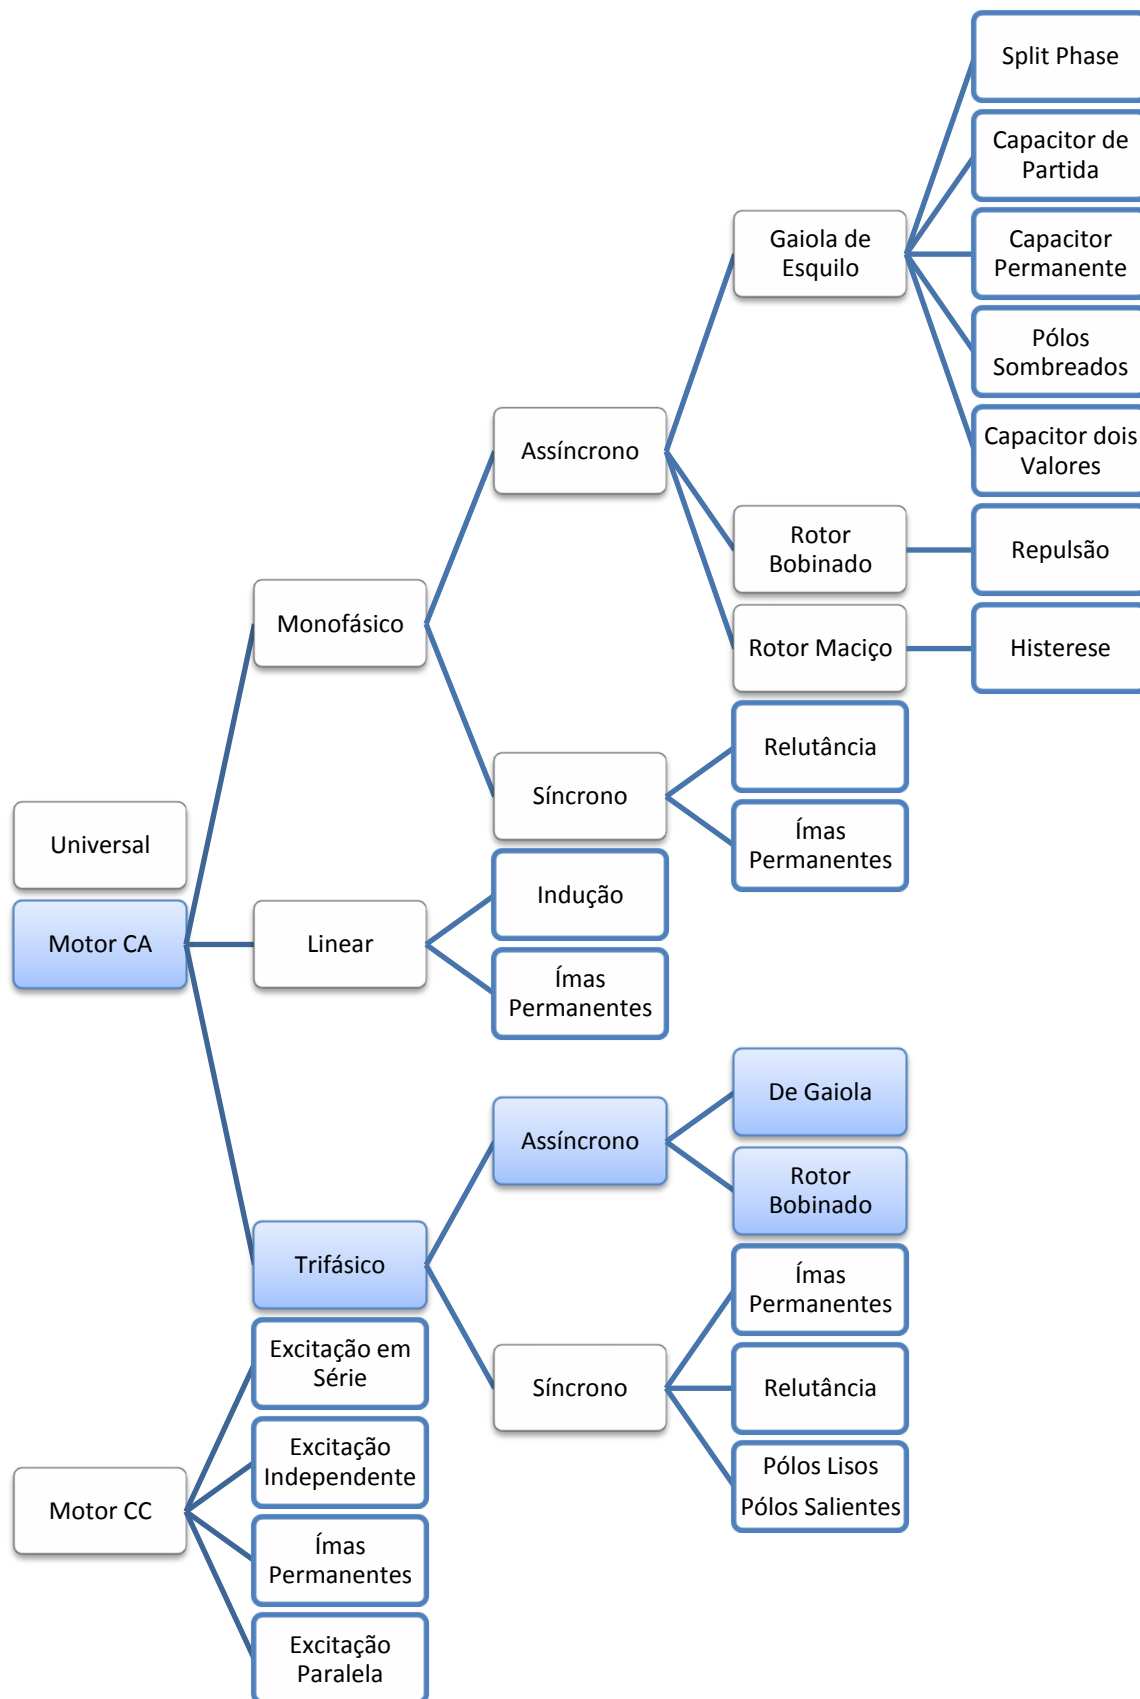 Split Phase
Capacitor de
Partida
Gaiola de
Esquilo
Capacitor
Permanente
Pólos
Sombreados
Assíncrono
Capacitor dois
Valores
Rotor
Bobinado
Repulsão
Monofásico
Rotor Maciço
Histerese
Relutância
Síncrono
Universal
Ímas
Permanentes
Indução
Motor CA
Linear
Ímas
Permanentes
De Gaiola
Assíncrono
Rotor
Bobinado
Trifásico
Ímas
Permanentes
Excitação em
Série
Síncrono
Relutância
Excitação
Independente
Pólos Lisos
Pólos Salientes
Motor CC
Ímas
Permanentes
Excitação
Paralela